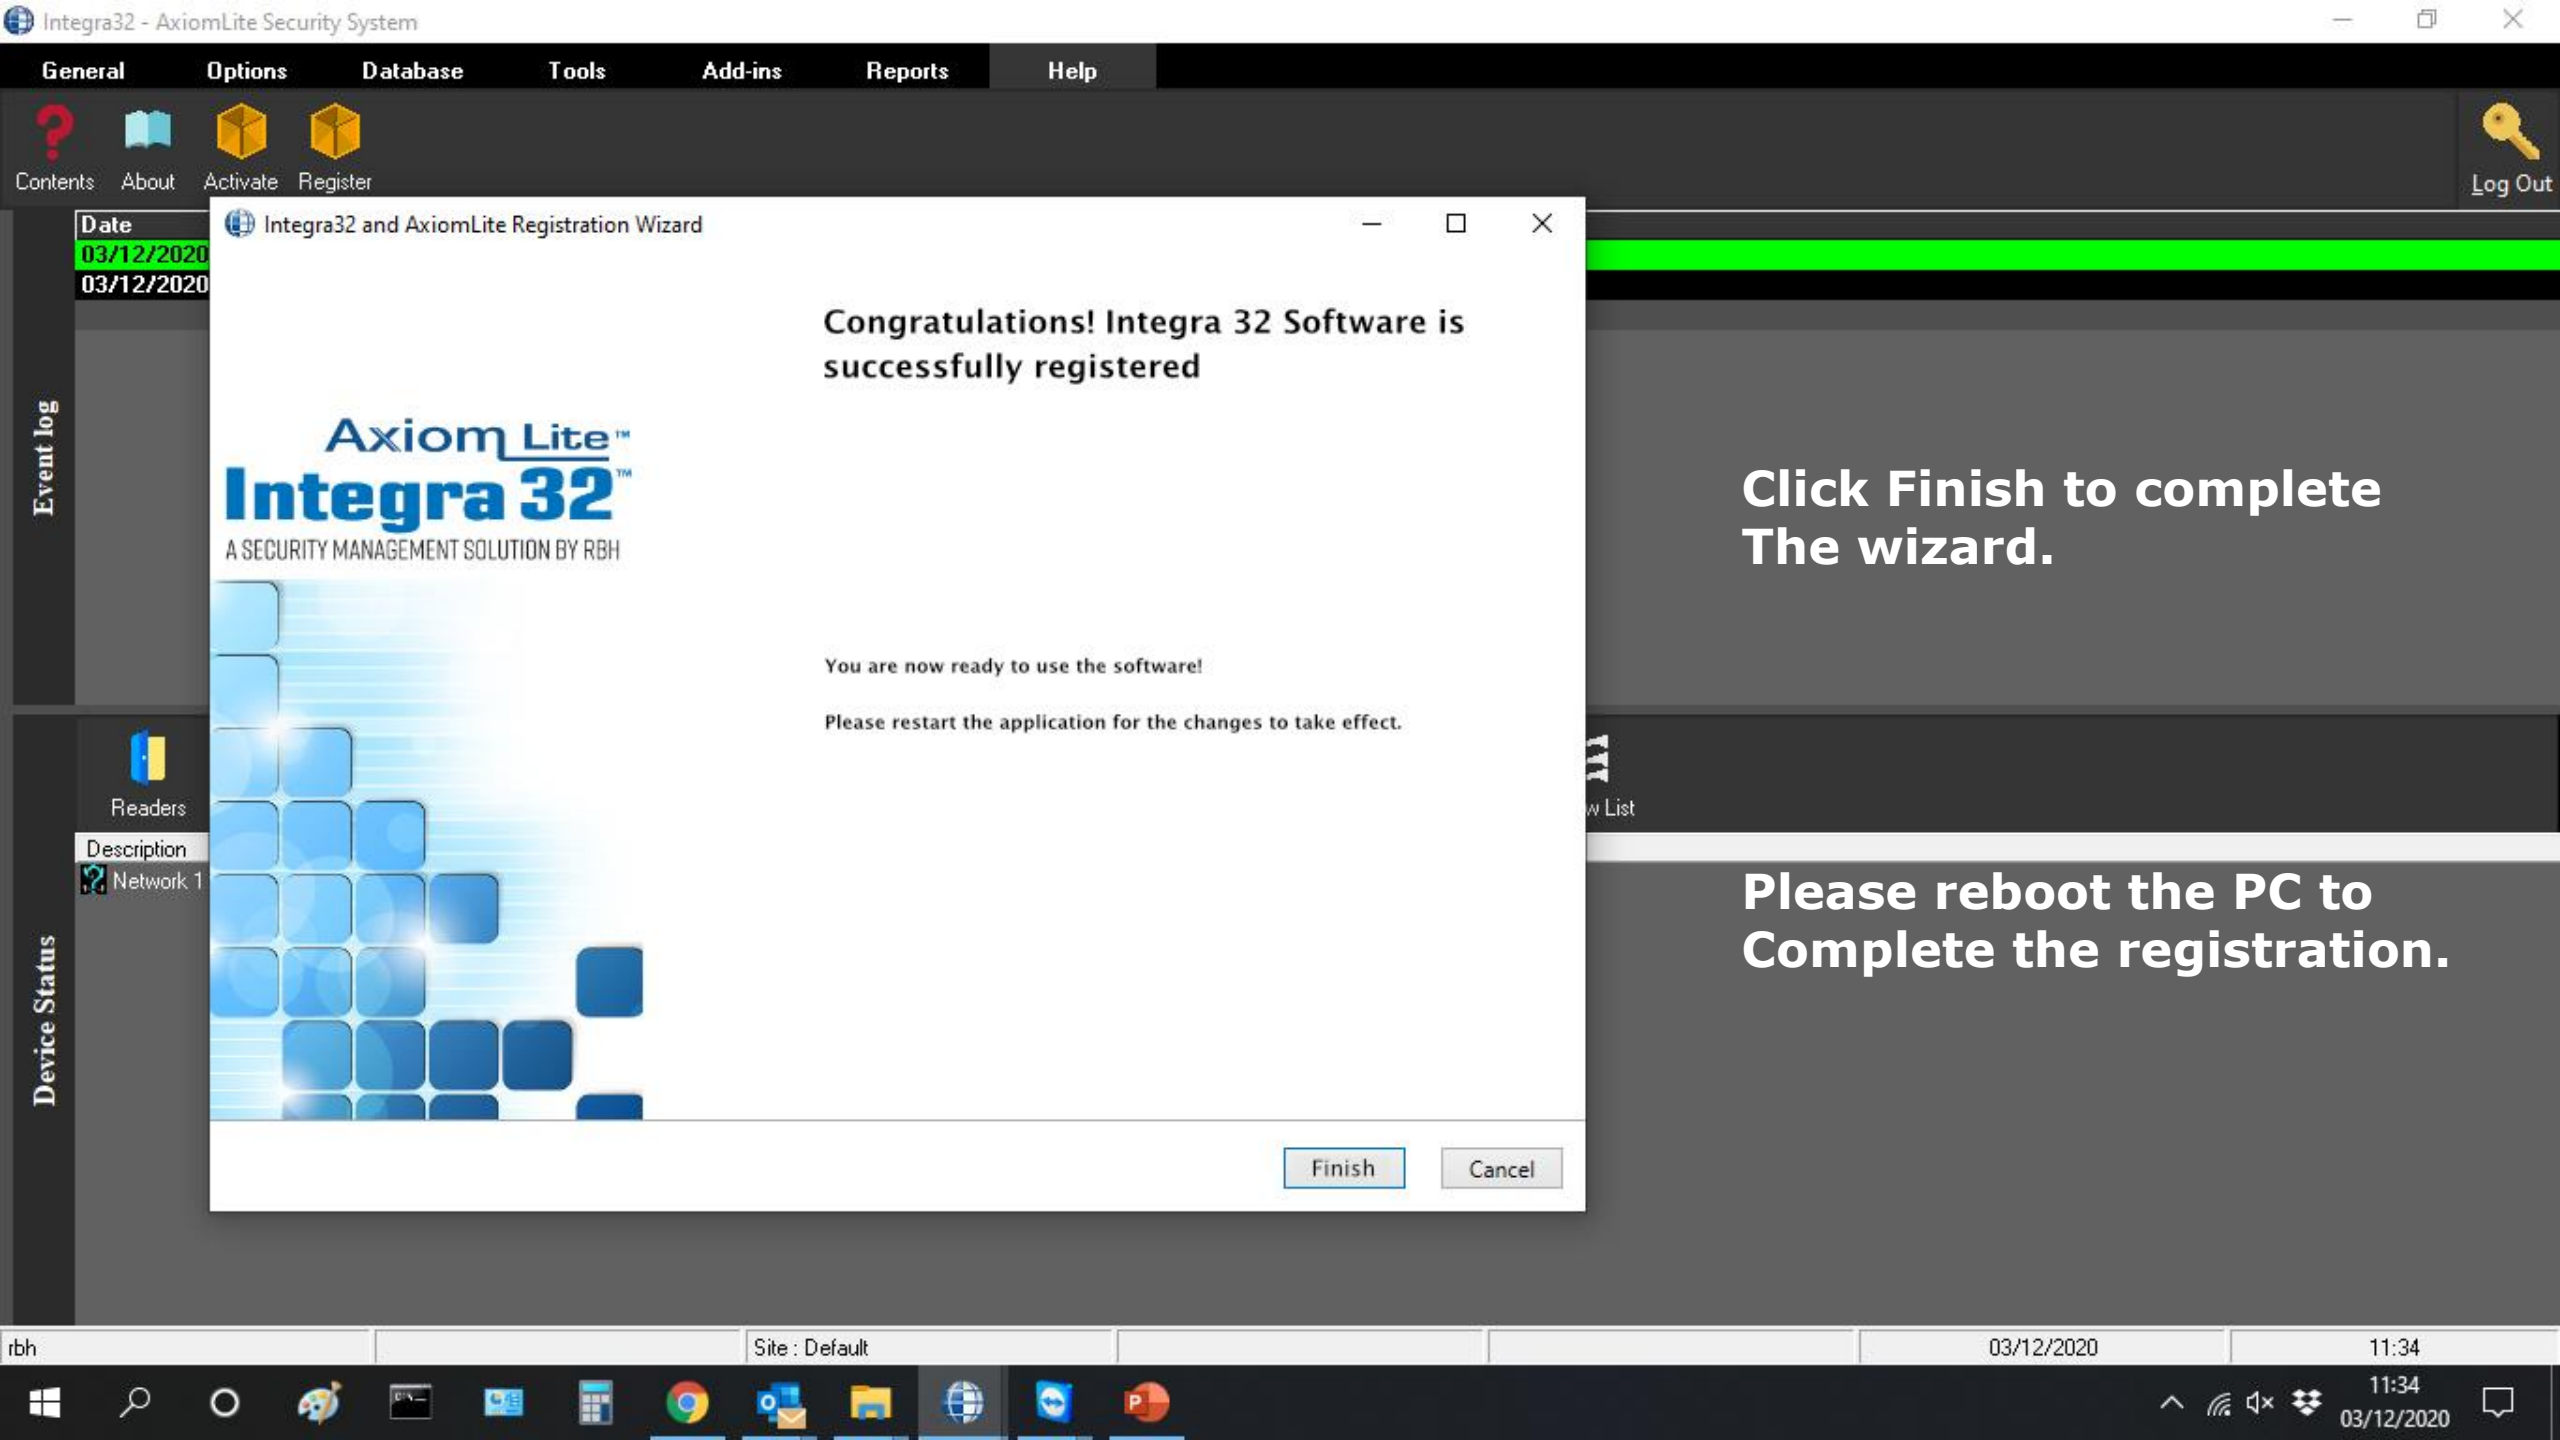 Integra32 - AxiomLite Security System
General Options Database Tools Add-ins Reports Help
Contents About Activate Register
Log Out
Date
03/12/2020
03/12/2020
Event log
Integra32 and AxiomLite Registration Wizard
Congratulations! Integra 32 Software is
successfully registered
Axiom Lite™
Integra 32™
A SECURITY MANAGEMENT SOLUTION BY RBH
You are now ready to use the software!
Please restart the application for the changes to take effect.
Click Finish to complete
The wizard.
Readers
w List
Description
Network 1
Device Status
Please reboot the PC to
Complete the registration.
Finish Cancel
rbh Site : Default 03/12/2020 11:34
11:34
03/12/2020